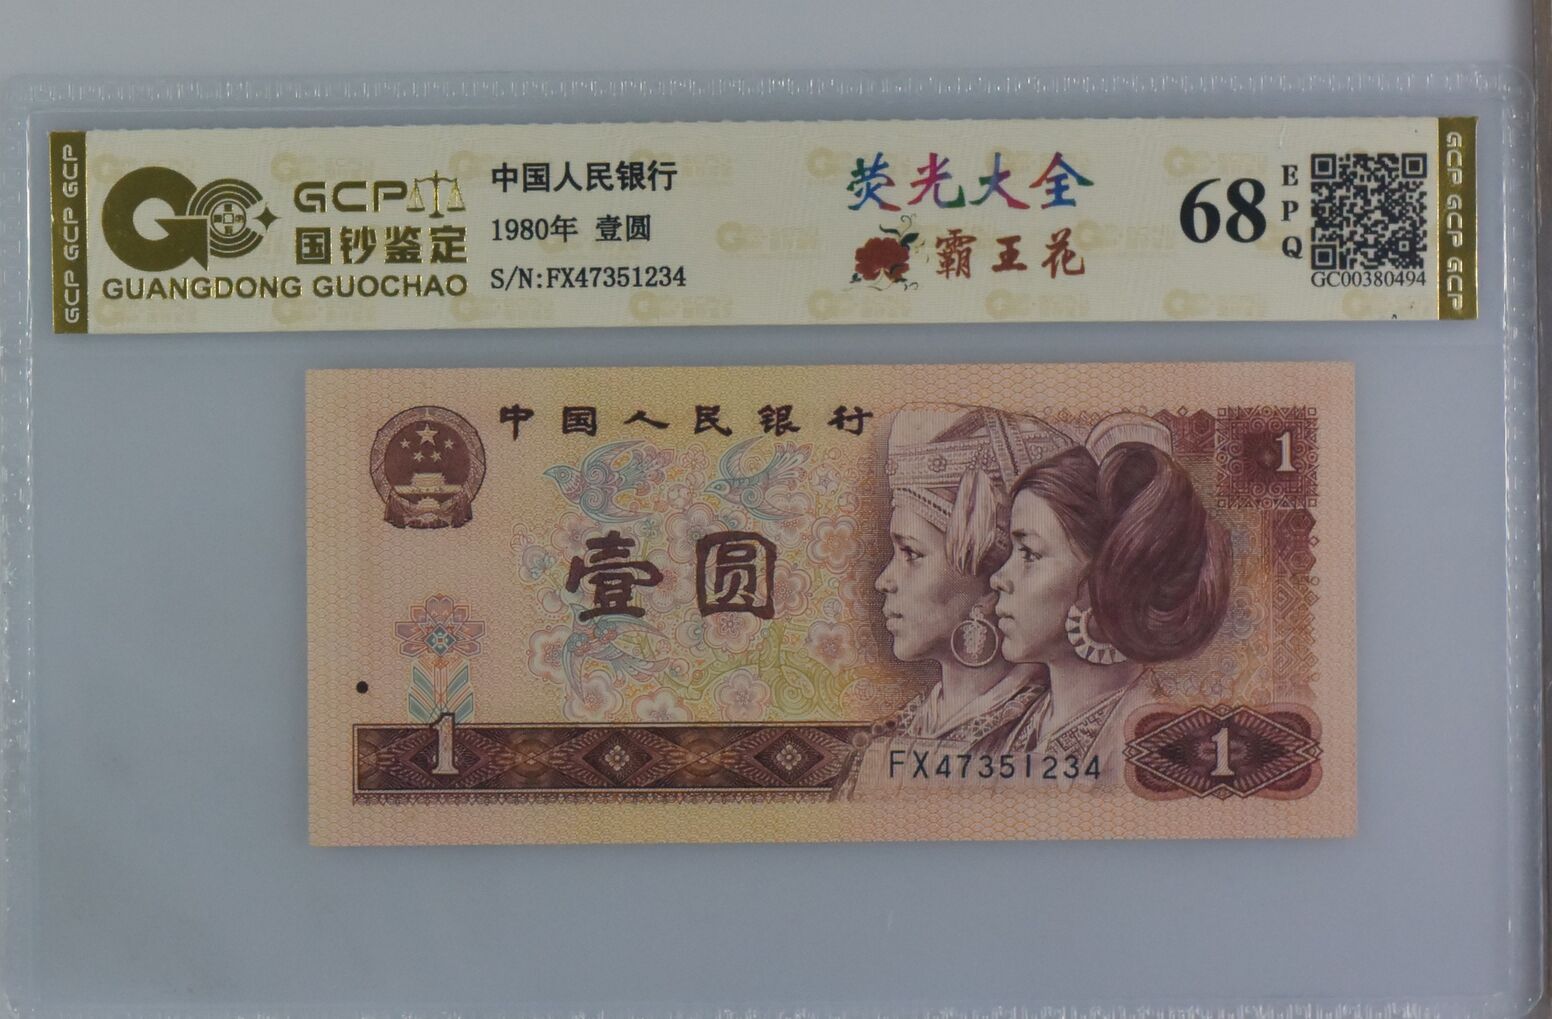 GCP GCP GCP
GCP
国钞鉴定
GUANGDONG GUOCHAO
中国人民银行
1980年 壹圆
S/N:FX47351234
荧光大全
霸王花
68
EPQ
GC00380494
GCP GCP GCP
中国人民银行
1
壹圆
1
FX47351234
1